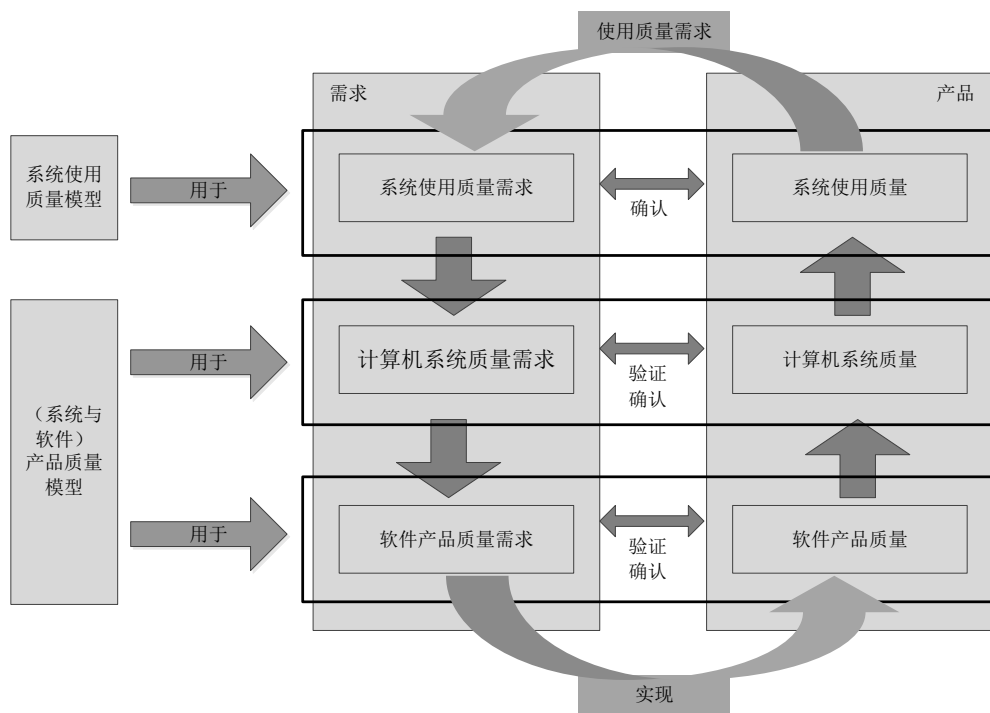 使用质量需求
需求
产品
系统使用
质量模型
用于
系统使用质量需求
确认
系统使用质量
用于
计算机系统质量需求
验证
确认
计算机系统质量
（系统与
软件）
产品质量
模型
用于
软件产品质量需求
验证
确认
软件产品质量
实现